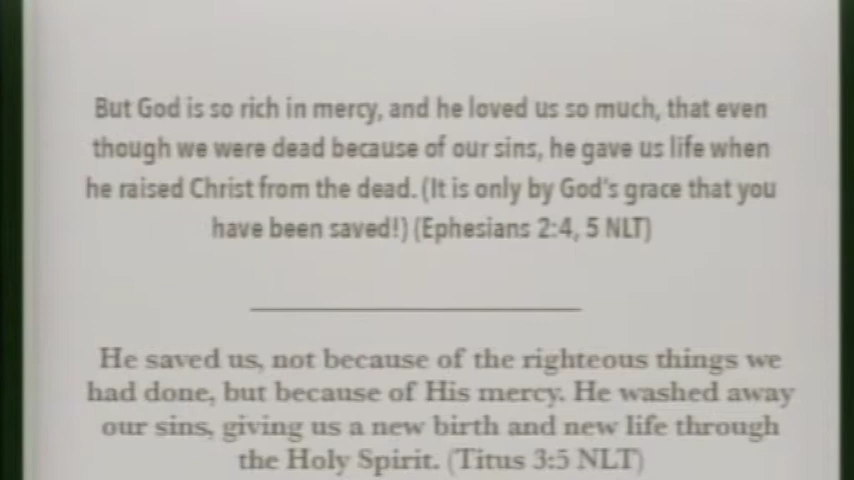 But God is so rich in mercy, and he loved us so much, that even
though we were dead because of our sins, he gave us life when
he raised Christ from the dead. (It is only by God's grace that you
have been saved!) (Ephesians 2:4, 5 NLT)
He saved us, not because of the righteous things we
had done, but because of His mercy. He washed away
our sins, giving us a new birth and new life through
the Holy Spirit. (Titus 3:5 NLT)